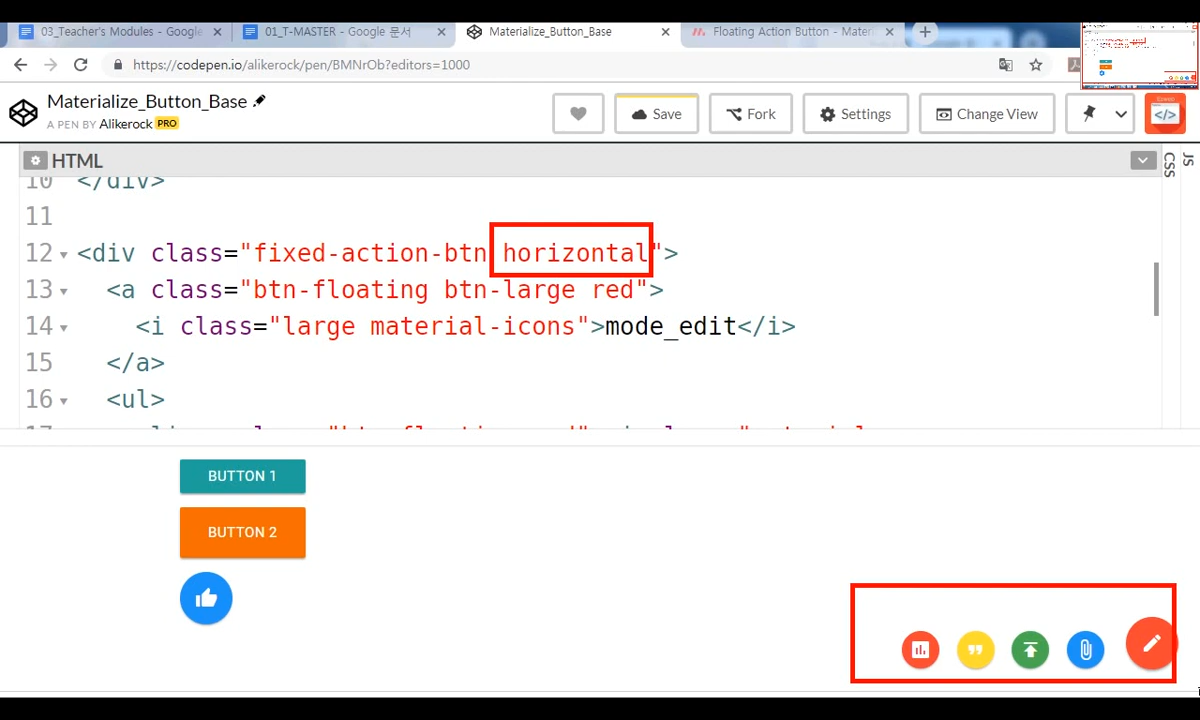 03_Teacher's Modules - Google
01_T-MASTER - Google 문서
Materialize_Button_Base
Floating Action Button - Materi
https://codepen.io/alikerock/pen/BMNrOb?editors=1000
Materialize_Button_Base
A PEN BY Alikerock PRO
Save
Fork
Settings
Change View
HTML
CSS
JS
10 </div>
11
12 <div class="fixed-action-btn horizontal">
13 <a class="btn-floating btn-large red">
14 <i class="large material-icons">mode_edit</i>
15 </a>
16 <ul>
BUTTON 1
BUTTON 2